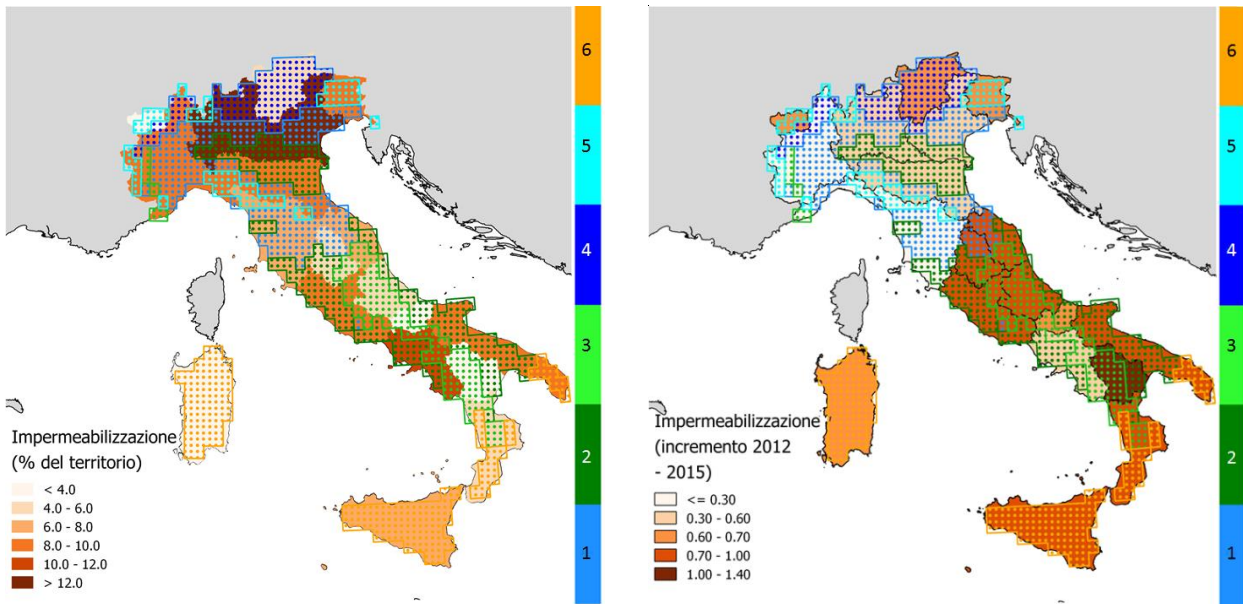 6
5
4
3
2
1
Impermeabilizzazione
(% del territorio)
< 4.0
4.0 - 6.0
6.0 - 8.0
8.0 - 10.0
10.0 - 12.0
> 12.0
6
5
4
3
2
1
Impermeabilizzazione
(incremento 2012
- 2015)
<= 0.30
0.30 - 0.60
0.60 - 0.70
0.70 - 1.00
1.00 - 1.40